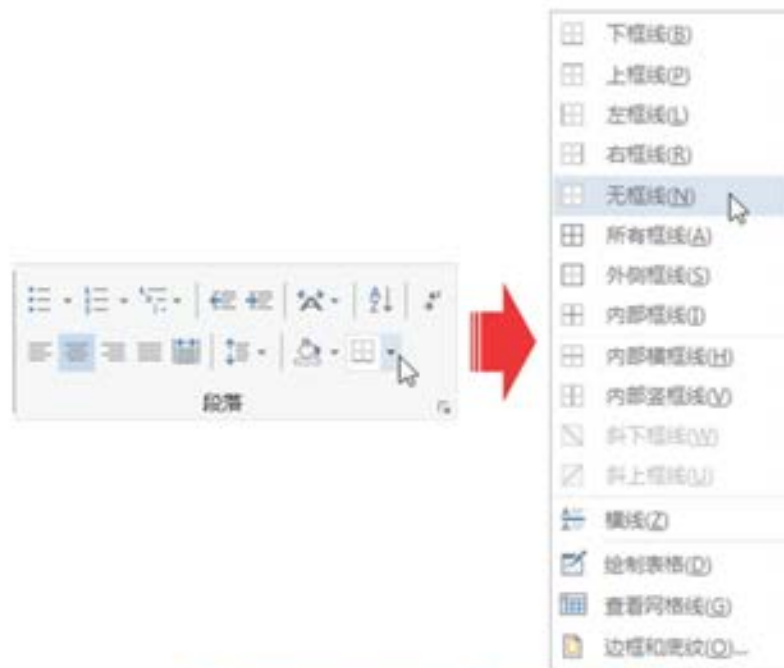 段落
下框线(B)
上框线(P)
左框线(L)
右框线(R)
无框线(N)
所有框线(A)
外侧框线(S)
内部框线(I)
内部横框线(H)
内部竖框线(V)
斜下框线(W)
斜上框线(U)
横线(Z)
绘制表格(D)
查看网格线(G)
边框和底纹(O)...